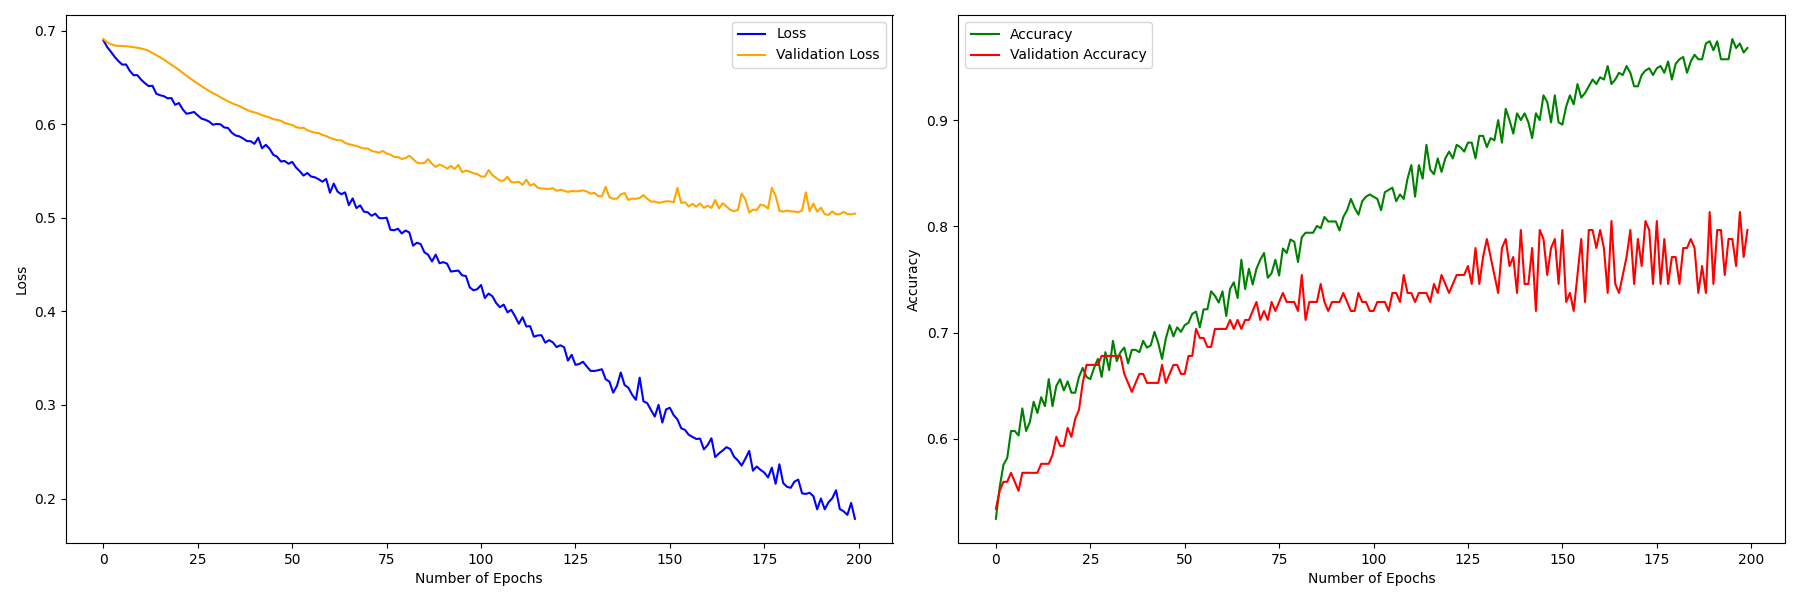 Loss
Validation Loss
0.7
0.6
0.5
0.4
0.3
0.2
Loss
0 25 50 75 100 125 150 175 200
Number of Epochs
Accuracy
Validation Accuracy
0.9
0.8
0.7
0.6
Accuracy
0 25 50 75 100 125 150 175 200
Number of Epochs